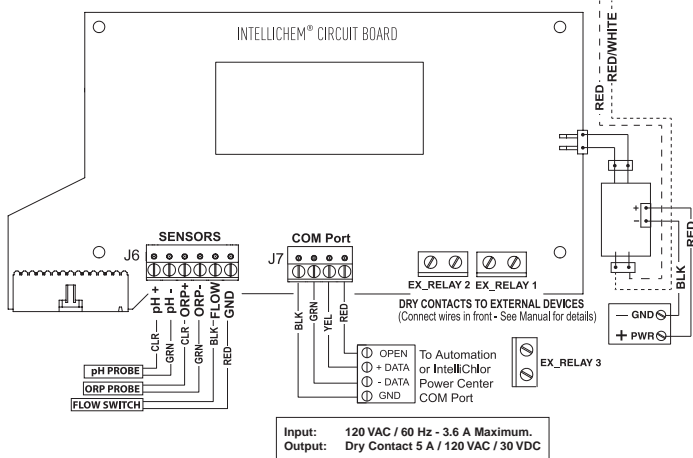 INTELLICHEM® CIRCUIT BOARD
RED
RED/WHITE
SENSORS
J6
pH +
pH -
ORP+
ORP-
FLOW
GND
CLR
GRN
CLR
GRN
BLK
RED
pH PROBE
ORP PROBE
FLOW SWITCH
COM Port
J7
BLK
GRN
YEL
RED
OPEN
+ DATA
- DATA
GND
To Automation
or IntelliChlor
Power Center
COM Port
EX_RELAY 2
EX_RELAY 1
DRY CONTACTS TO EXTERNAL DEVICES
(Connect wires in front - See Manual for details)
EX_RELAY 3
+
-
BLK
RED
— GND
+ PWR
Input: 120 VAC / 60 Hz - 3.6 A Maximum.
Output: Dry Contact 5 A / 120 VAC / 30 VDC